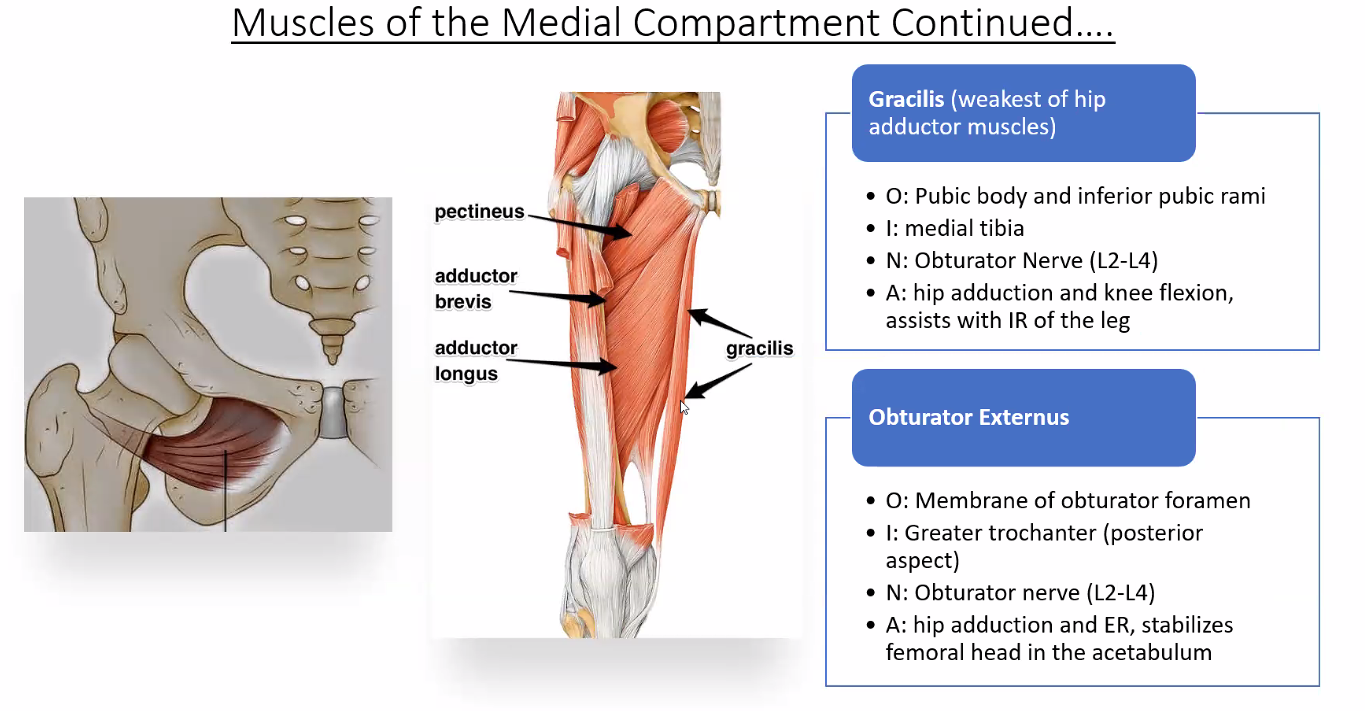 Muscles of the Medial Compartment Continued....
pectineus
adductor
brevis
adductor
longus
gracilis
Gracilis (weakest of hip
adductor muscles)
• O: Pubic body and inferior pubic rami
• I: medial tibia
• N: Obturator Nerve (L2-L4)
• A: hip adduction and knee flexion,
assists with IR of the leg
Obturator Externus
• O: Membrane of obturator foramen
• I: Greater trochanter (posterior
aspect)
• N: Obturator nerve (L2-L4)
• A: hip adduction and ER, stabilizes
femoral head in the acetabulum